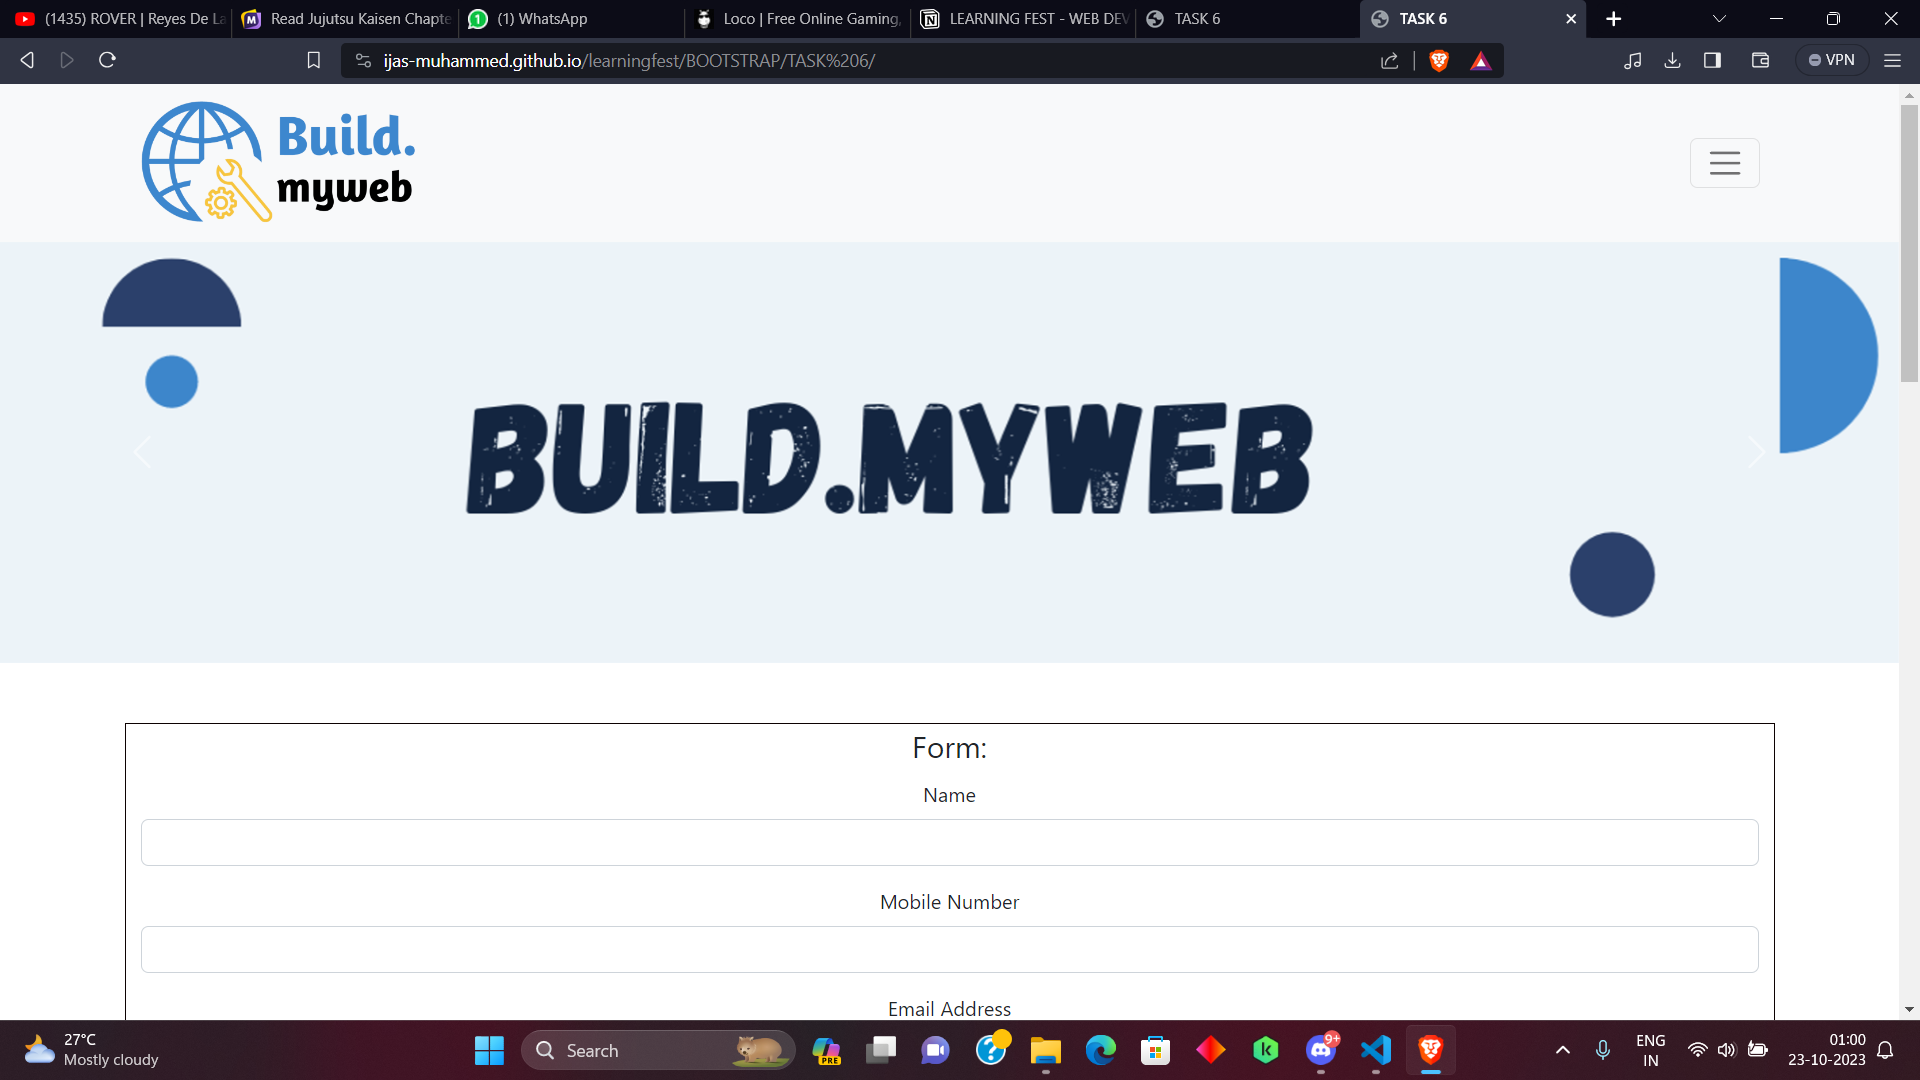 (1435) ROVER | Reyes De La
Read Jujutsu Kaisen Chapte
(1) WhatsApp
Loco | Free Online Gaming,
LEARNING FEST - WEB DEV
TASK 6
TASK 6
ijas-muhammed.github.io/learningfest/BOOTSTRAP/TASK%206/
VPN
Build.
myweb
BUILD.MYWEB
Form:
Name
Mobile Number
Email Address
27°C
Mostly cloudy
Search
PRE
9+
ENG
IN
01:00
23-10-2023